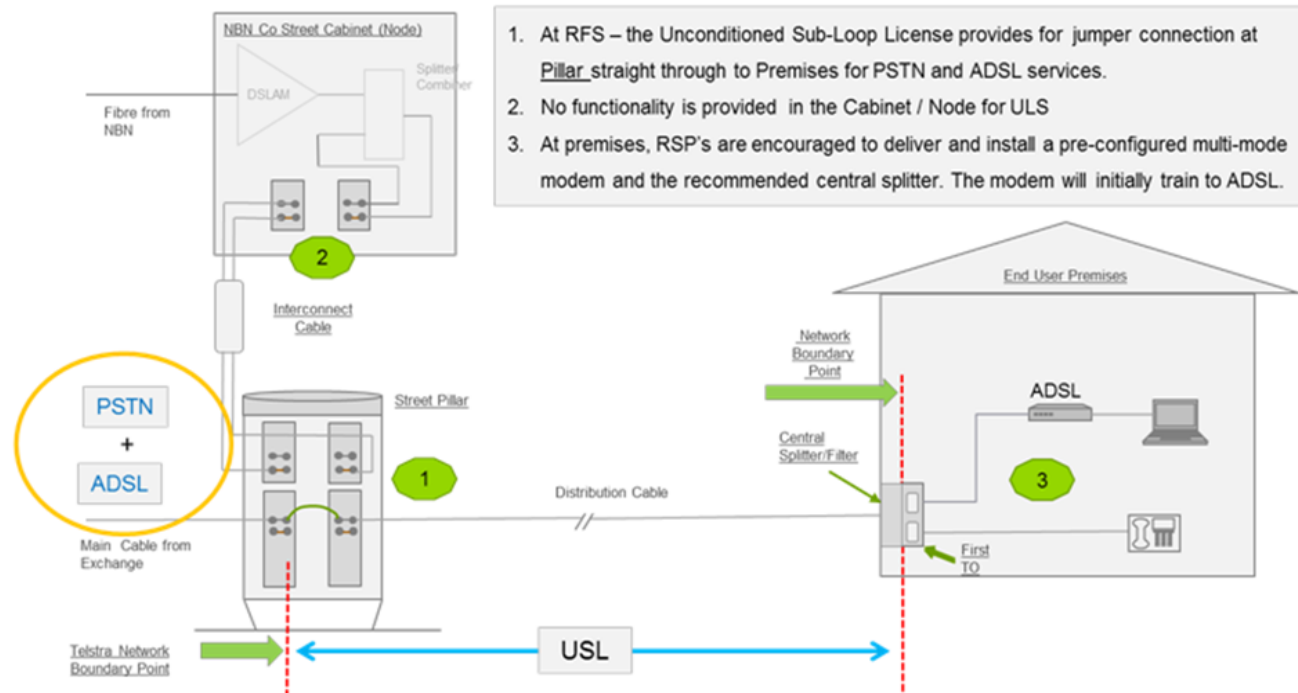 NBN Co Street Cabinet (Node)
DSLAM
Splitter/
Combiner
Fibre from
NBN
2
Interconnect
Cable
1. At RFS – the Unconditioned Sub-Loop License provides for jumper connection at
Pillar straight through to Premises for PSTN and ADSL services.
2. No functionality is provided in the Cabinet / Node for ULS
3. At premises, RSP's are encouraged to deliver and install a pre-configured multi-mode
modem and the recommended central splitter. The modem will initially train to ADSL.
End User Premises
Network
Boundary
Point
ADSL
Central
Splitter/Filter
3
First
TO
PSTN
+
ADSL
Street Pillar
1
Distribution Cable
Main Cable from
Exchange
Telstra Network
Boundary Point
USL